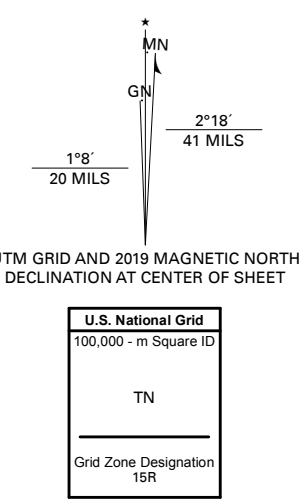 ★
MN
GN
2°18´
41 MILS
1°8´
20 MILS
UTM GRID AND 2019 MAGNETIC NORTH
DECLINATION AT CENTER OF SHEET
U.S. National Grid
100,000 - m Square ID
TN
Grid Zone Designation
15R